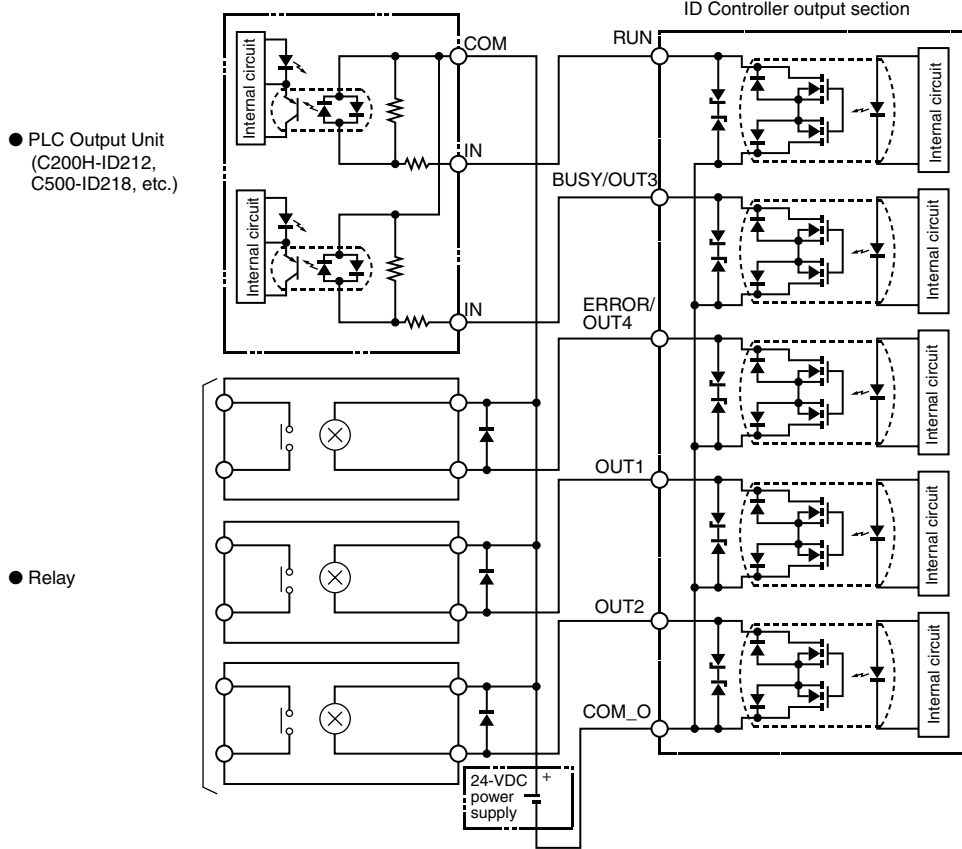 ID Controller output section
RUN
COM
Internal circuit
Internal circuit
● PLC Output Unit
(C200H-ID212,
C500-ID218, etc.)
IN
BUSY/OUT3
Internal circuit
Internal circuit
IN
ERROR/
OUT4
Internal circuit
OUT1
Internal circuit
● Relay
OUT2
Internal circuit
COM_O
24-VDC
power
supply
+